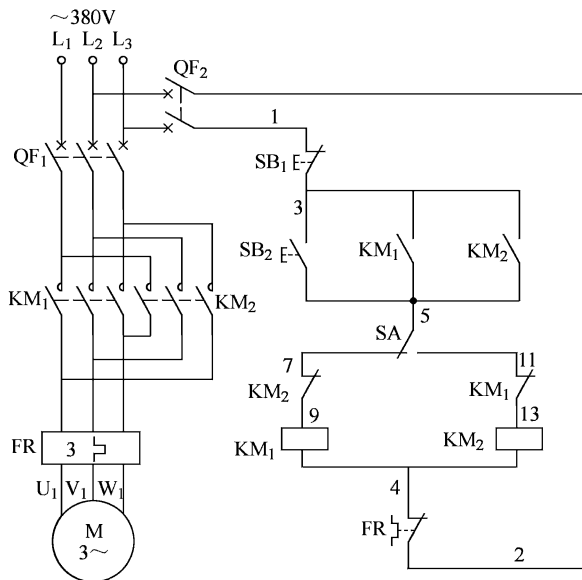 ~380V
L₁ L₂ L₃
QF₂
1
QF₁
SB₁
3
SB₂ KM₁ KM₂
KM₁ KM₂
5
SA
7 11
KM₂ KM₁
9 13
KM₁ KM₂
FR 3
U₁ V₁ W₁
4
M
3~
FR
2